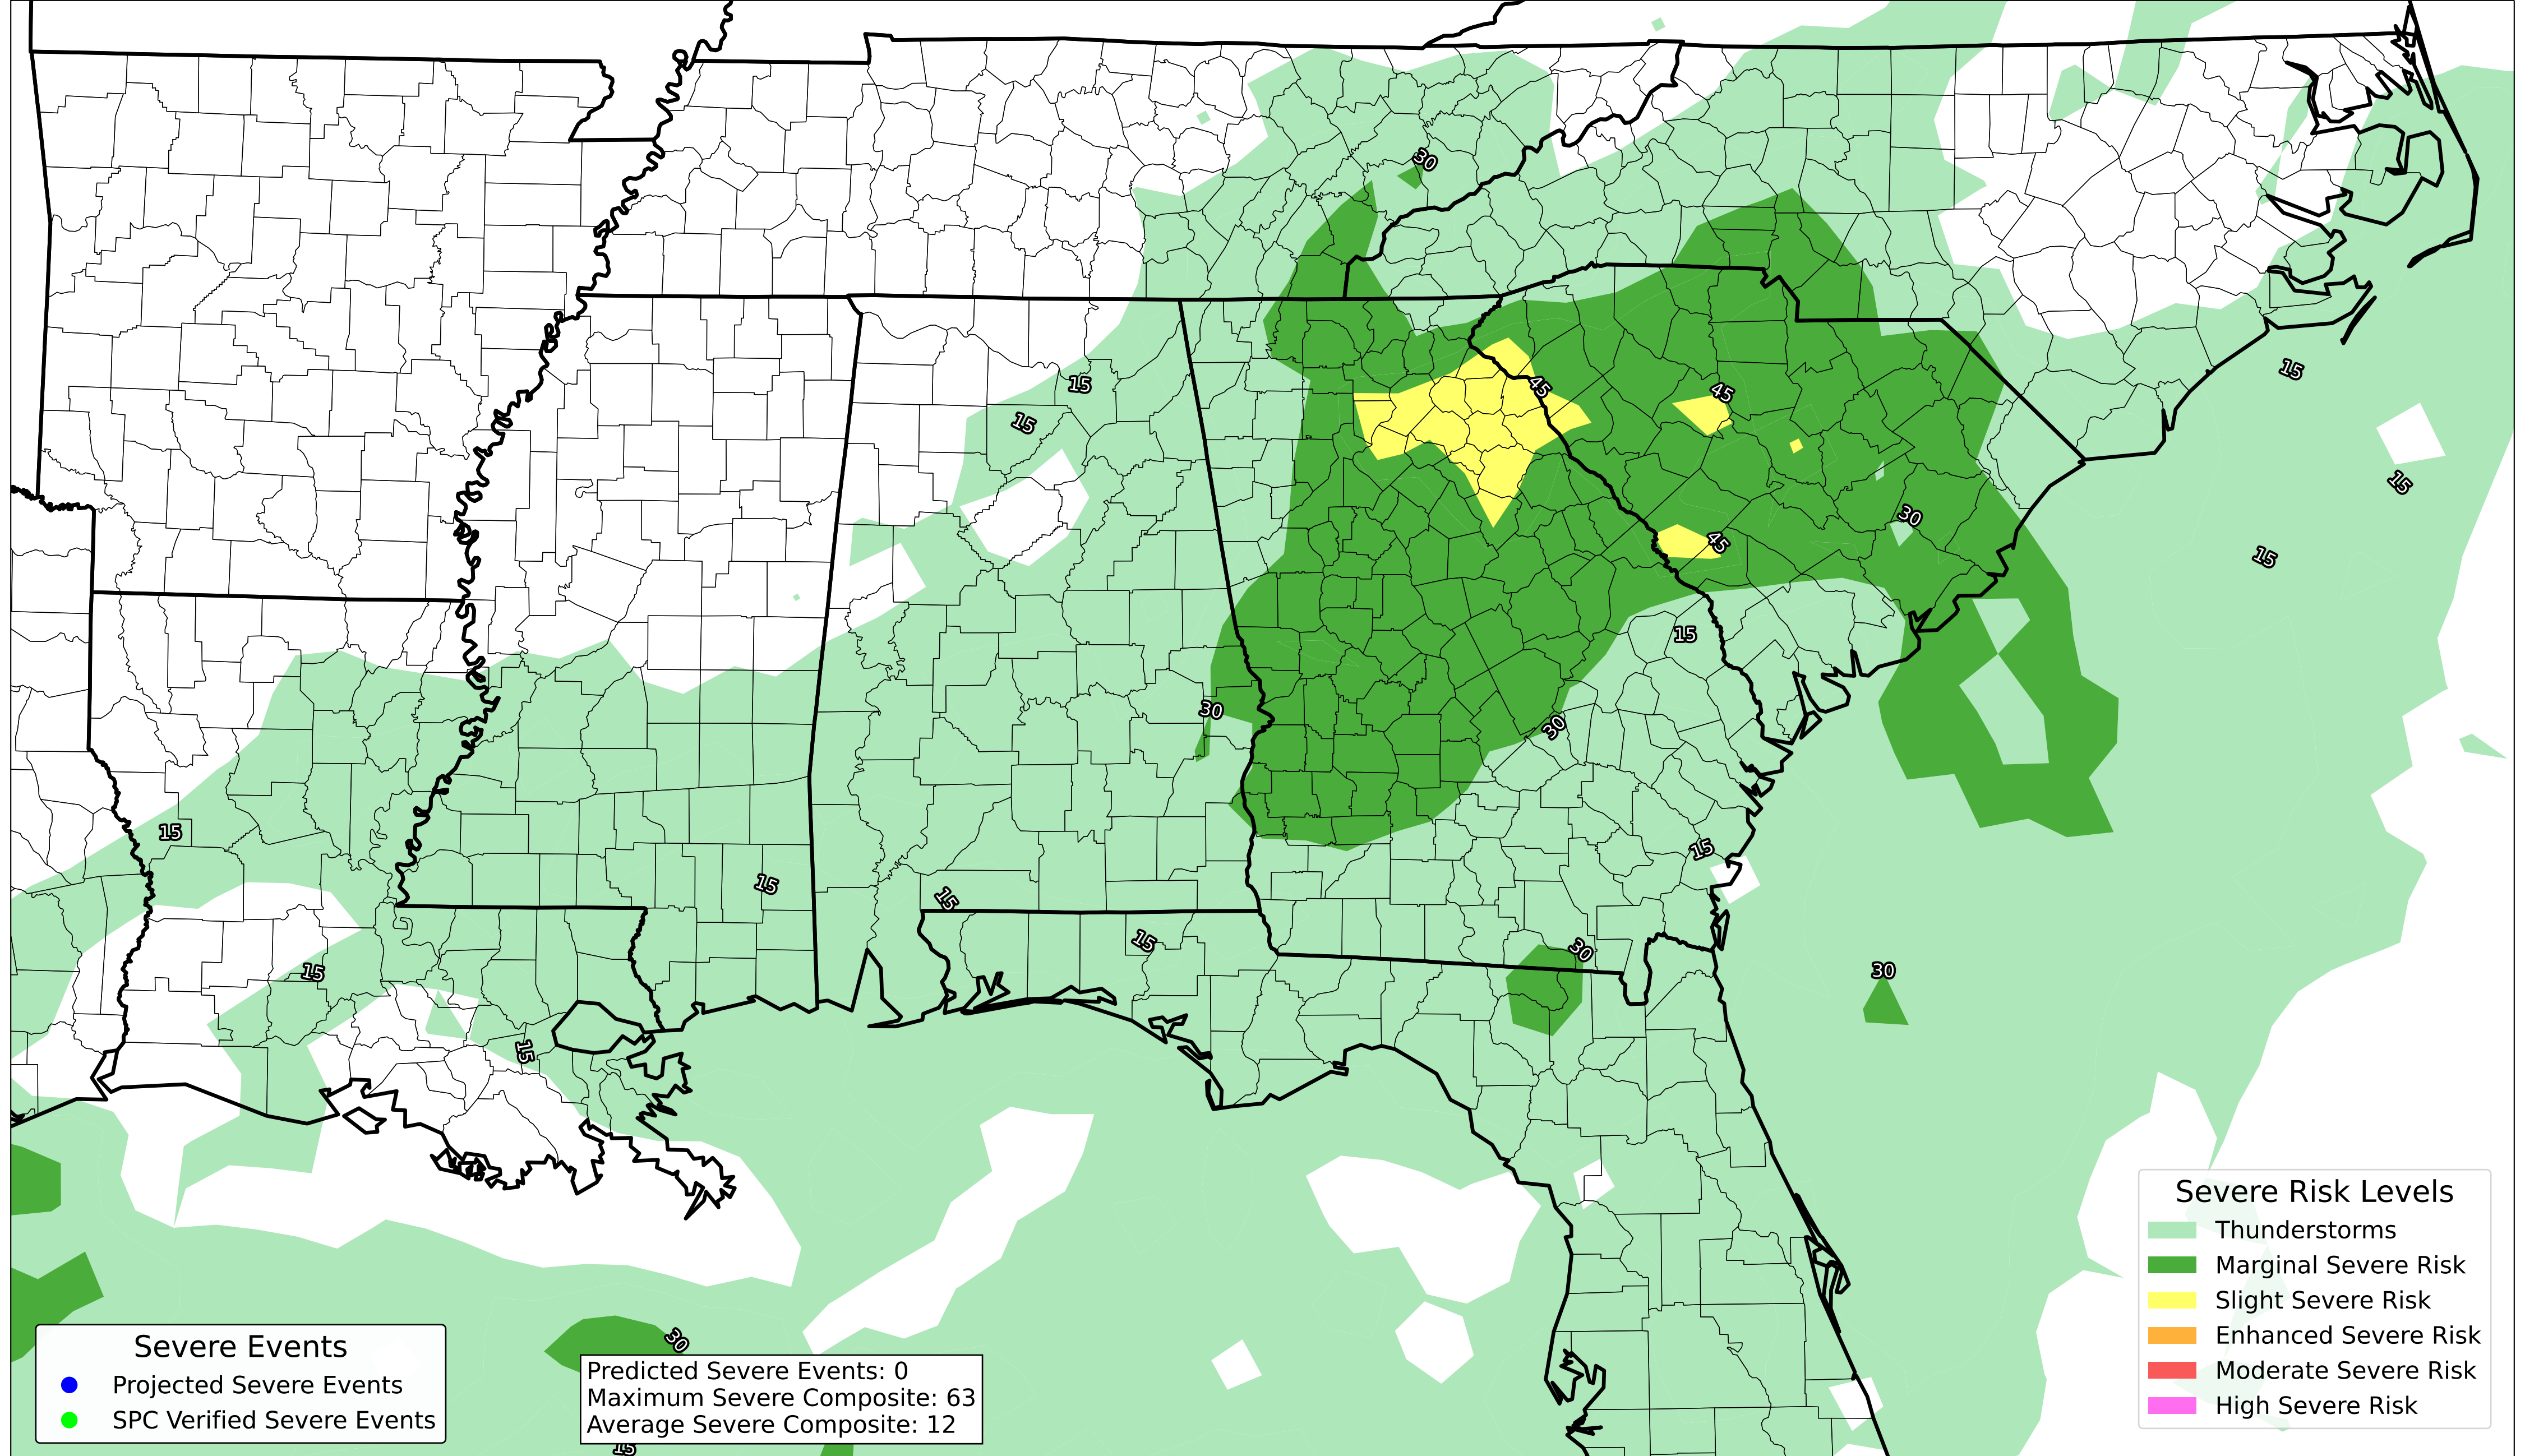 30
15
15
45
45
15
15
30
45
15
15
30
30
15
15
15
15
15
30
15
30
15
30
15
Severe Events
Projected Severe Events
SPC Verified Severe Events
Predicted Severe Events: 0
Maximum Severe Composite: 63
Average Severe Composite: 12
Severe Risk Levels
Thunderstorms
Marginal Severe Risk
Slight Severe Risk
Enhanced Severe Risk
Moderate Severe Risk
High Severe Risk